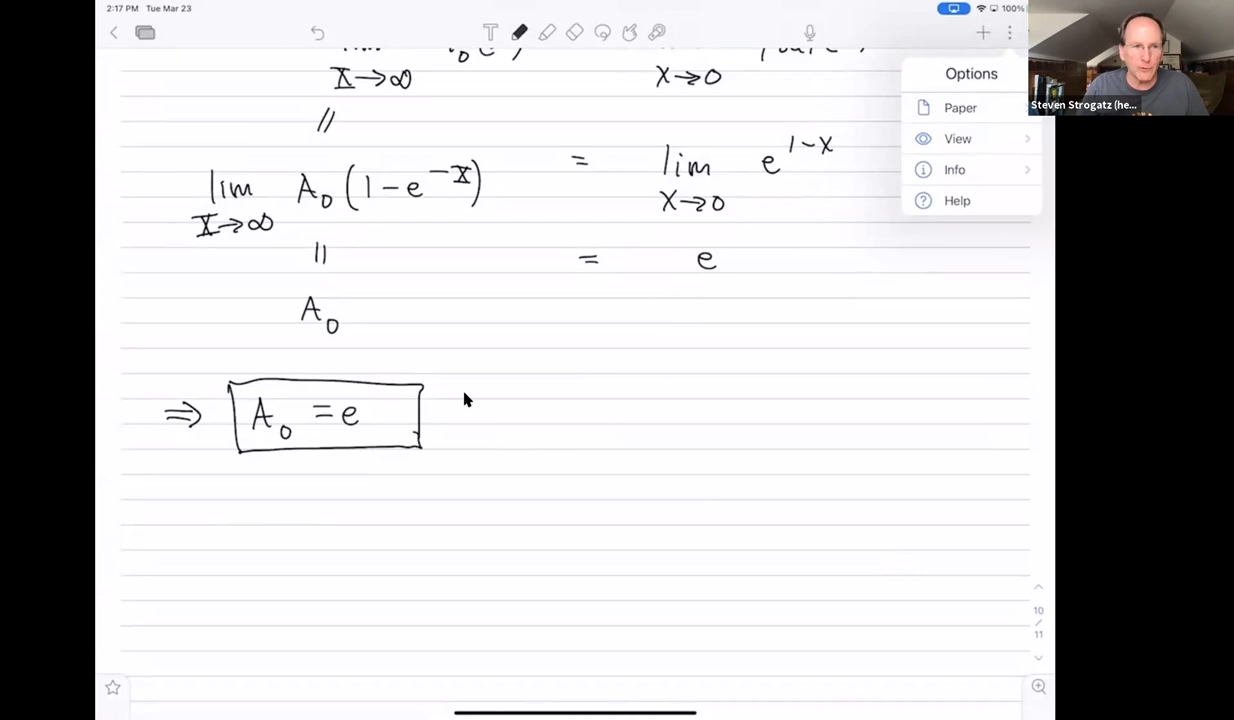 2:17 PM Tue Mar 23
100%
X→∞
x→0
Options
Steven Strogatz (he...
Paper
View
Info
Help
||
lim A₀ (1 − e^{−X}) = lim e^{1−x}
X→∞ x→0
|| = e
A₀
⇒ A₀ = e
10
/
11